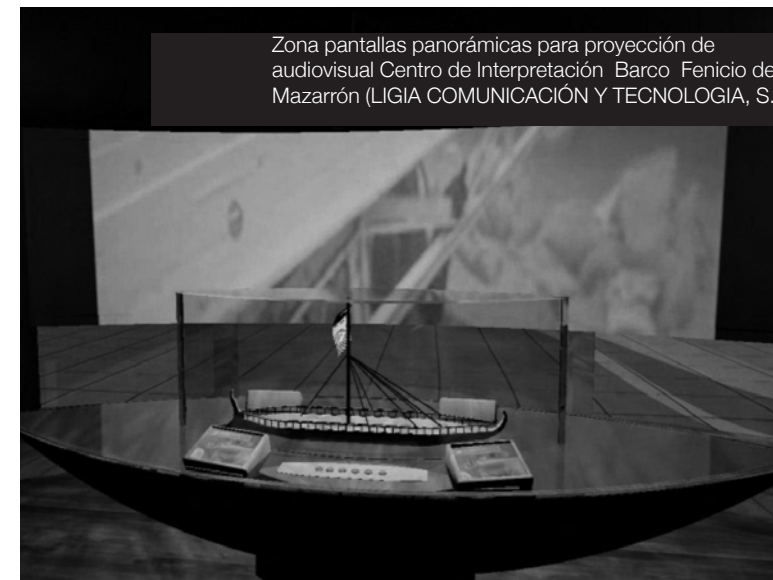 Zona pantallas panorámicas para proyección de
audiovisual Centro de Interpretación Barco Fenicio de
Mazarrón (LIGIA COMUNICACIÓN Y TECNOLOGIA, S.